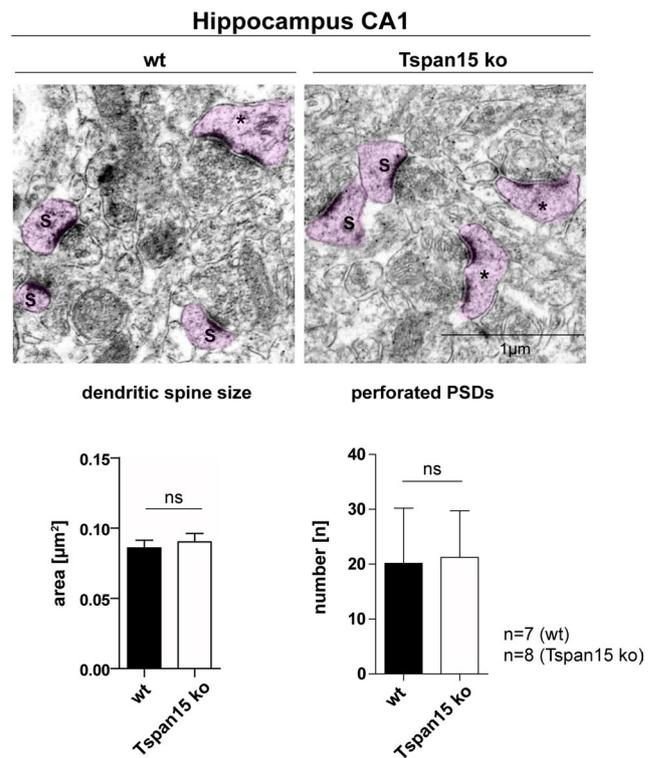 Hippocampus CA1
wt
Tspan15 ko
*
S
S
S
S
S
*
*
1µm
dendritic spine size
perforated PSDs
area [µm²]
0.15
0.10
0.05
0.00
ns
wt
Tspan15 ko
number [n]
40
30
20
10
0
ns
wt
Tspan15 ko
n=7 (wt)
n=8 (Tspan15 ko)